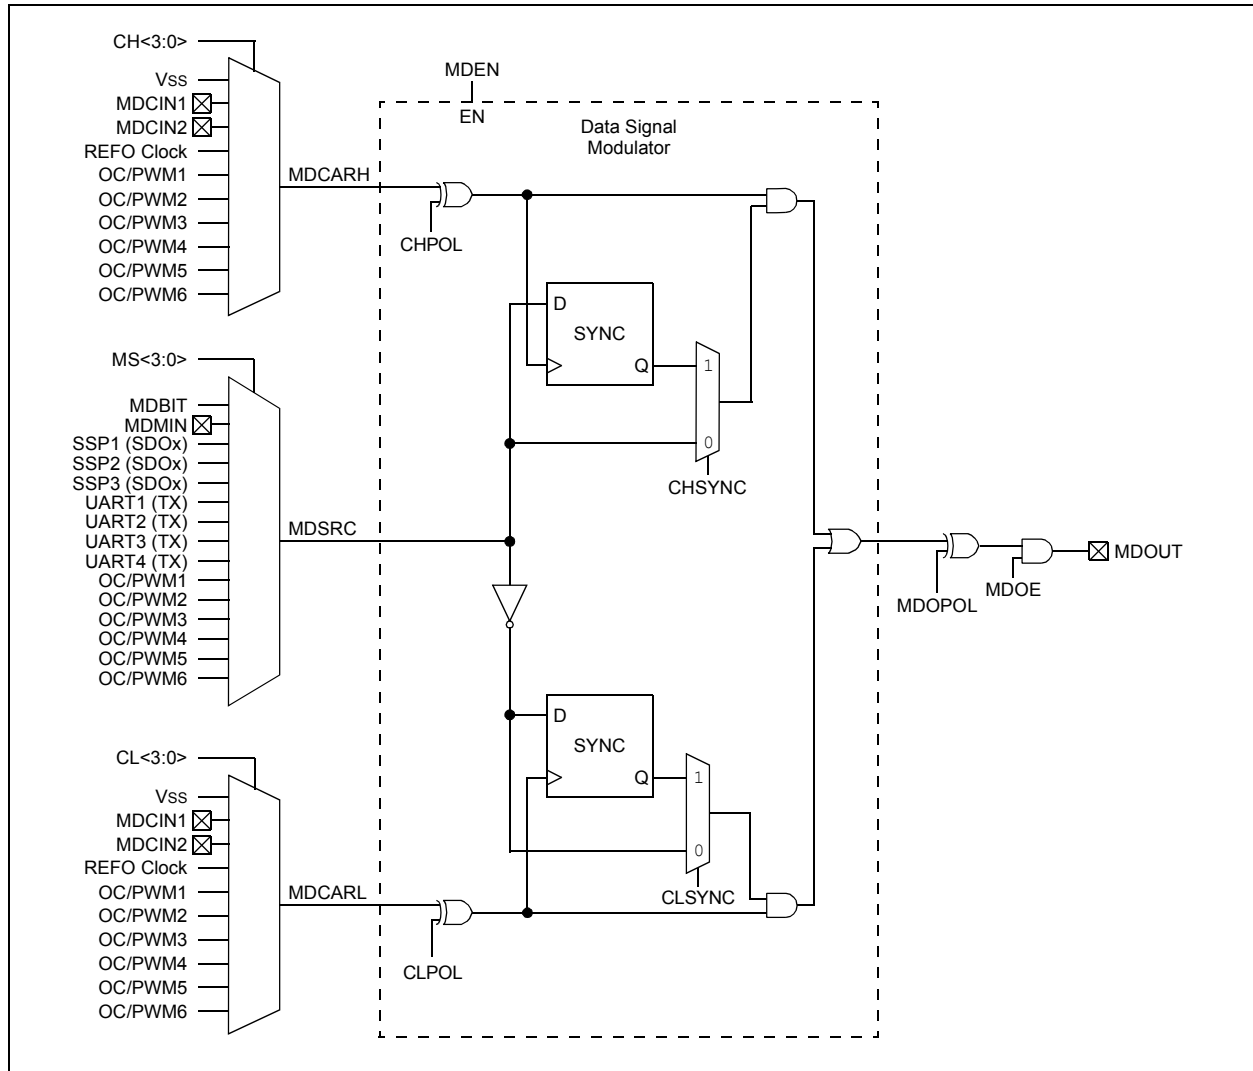 CH<3:0>
VSS
MDCIN1
MDCIN2
REFO Clock
OC/PWM1
OC/PWM2
OC/PWM3
OC/PWM4
OC/PWM5
OC/PWM6
MDCARH
MDEN
EN
Data Signal
Modulator
CHPOL
D
SYNC
Q
1
0
CHSYNC
MS<3:0>
MDBIT
MDMIN
SSP1 (SDOx)
SSP2 (SDOx)
SSP3 (SDOx)
UART1 (TX)
UART2 (TX)
UART3 (TX)
UART4 (TX)
OC/PWM1
OC/PWM2
OC/PWM3
OC/PWM4
OC/PWM5
OC/PWM6
MDSRC
MDOPOL
MDOE
MDOUT
D
SYNC
Q
1
0
CLSYNC
CL<3:0>
VSS
MDCIN1
MDCIN2
REFO Clock
OC/PWM1
OC/PWM2
OC/PWM3
OC/PWM4
OC/PWM5
OC/PWM6
MDCARL
CLPOL